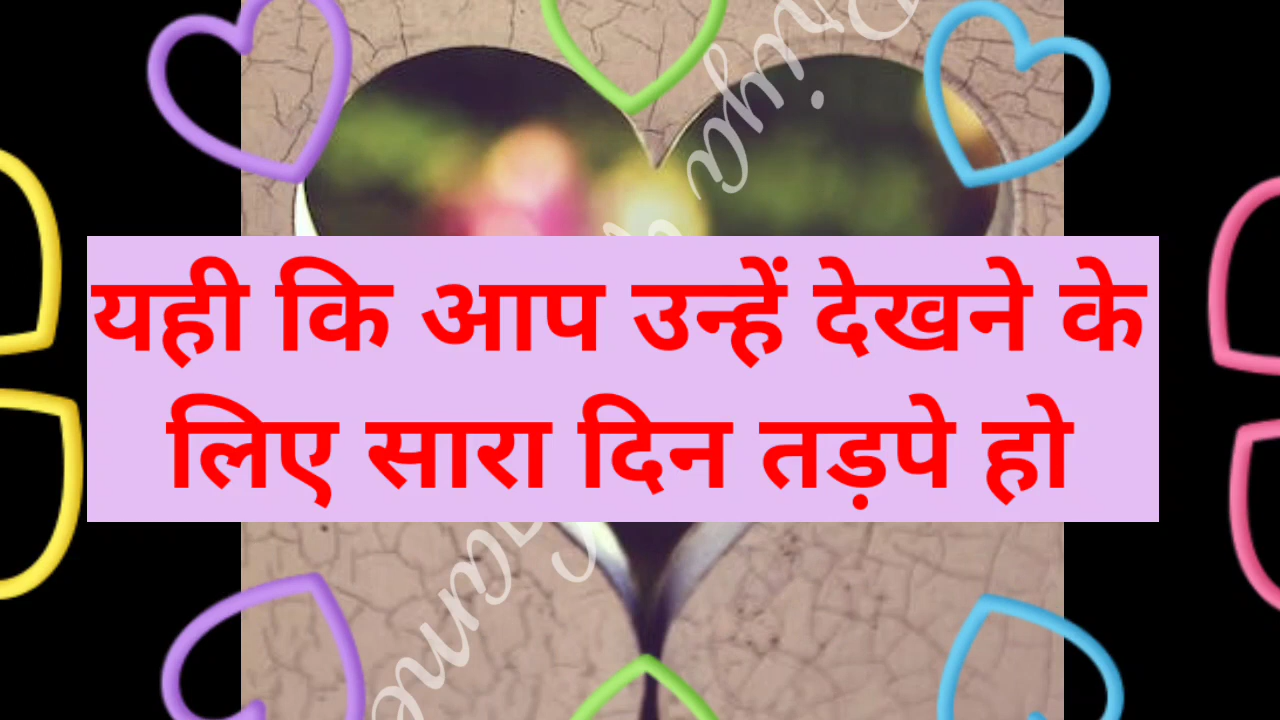 यही कि आप उन्हें देखने के
लिए सारा दिन तड़पे हो